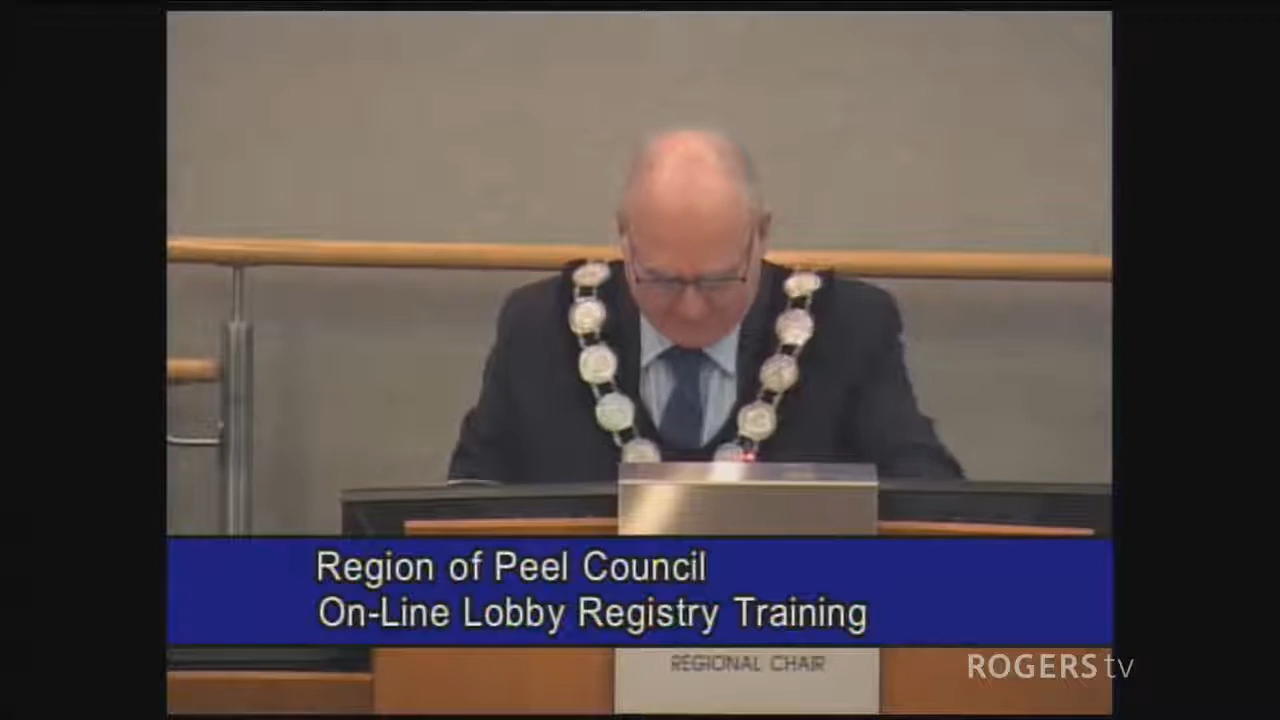 Region of Peel Council
On-Line Lobby Registry Training
REGIONAL CHAIR
ROGERS tv